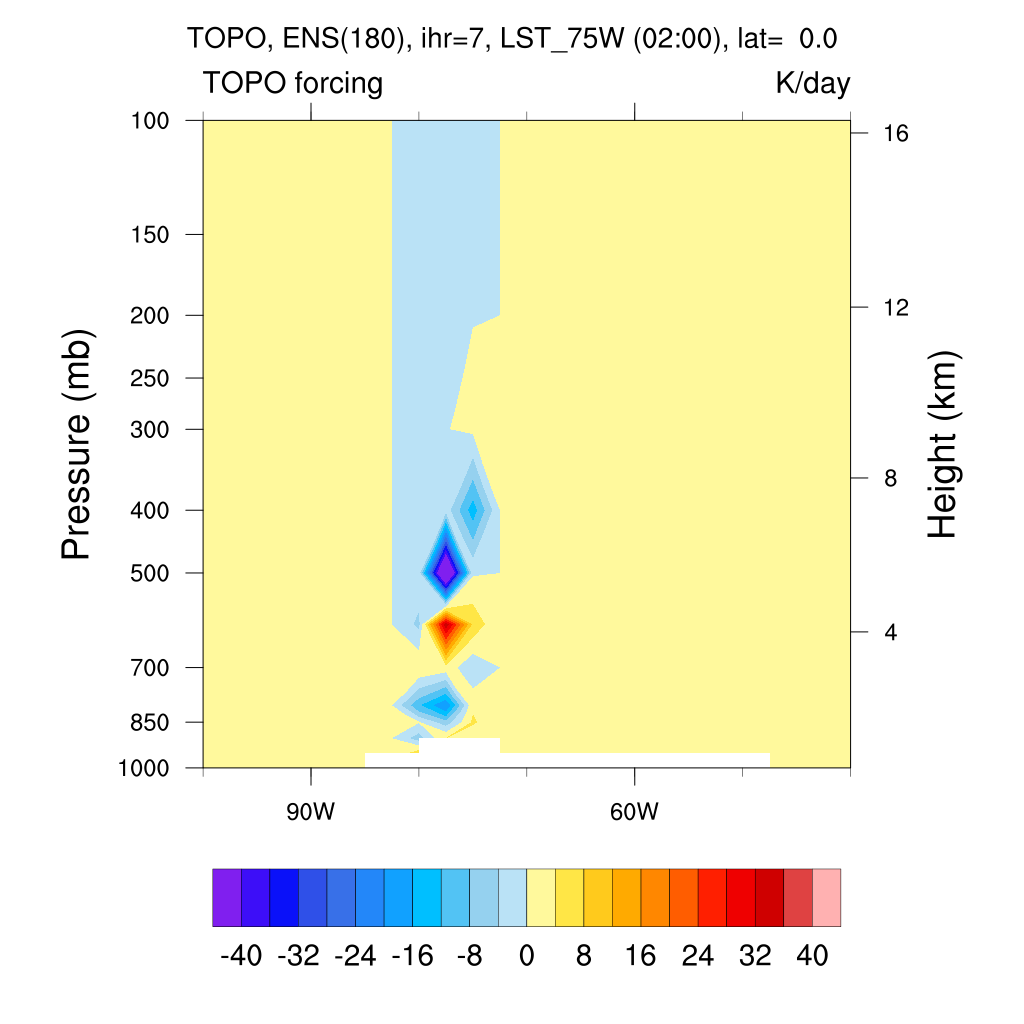 TOPO, ENS(180), ihr=7, LST_75W (02:00), lat=  0.0
TOPO forcing K/day
100
150
200
250
300
400
500
700
850
1000
Pressure (mb)
16
12
8
4
Height (km)
90W 60W
-40 -32 -24 -16 -8 0 8 16 24 32 40